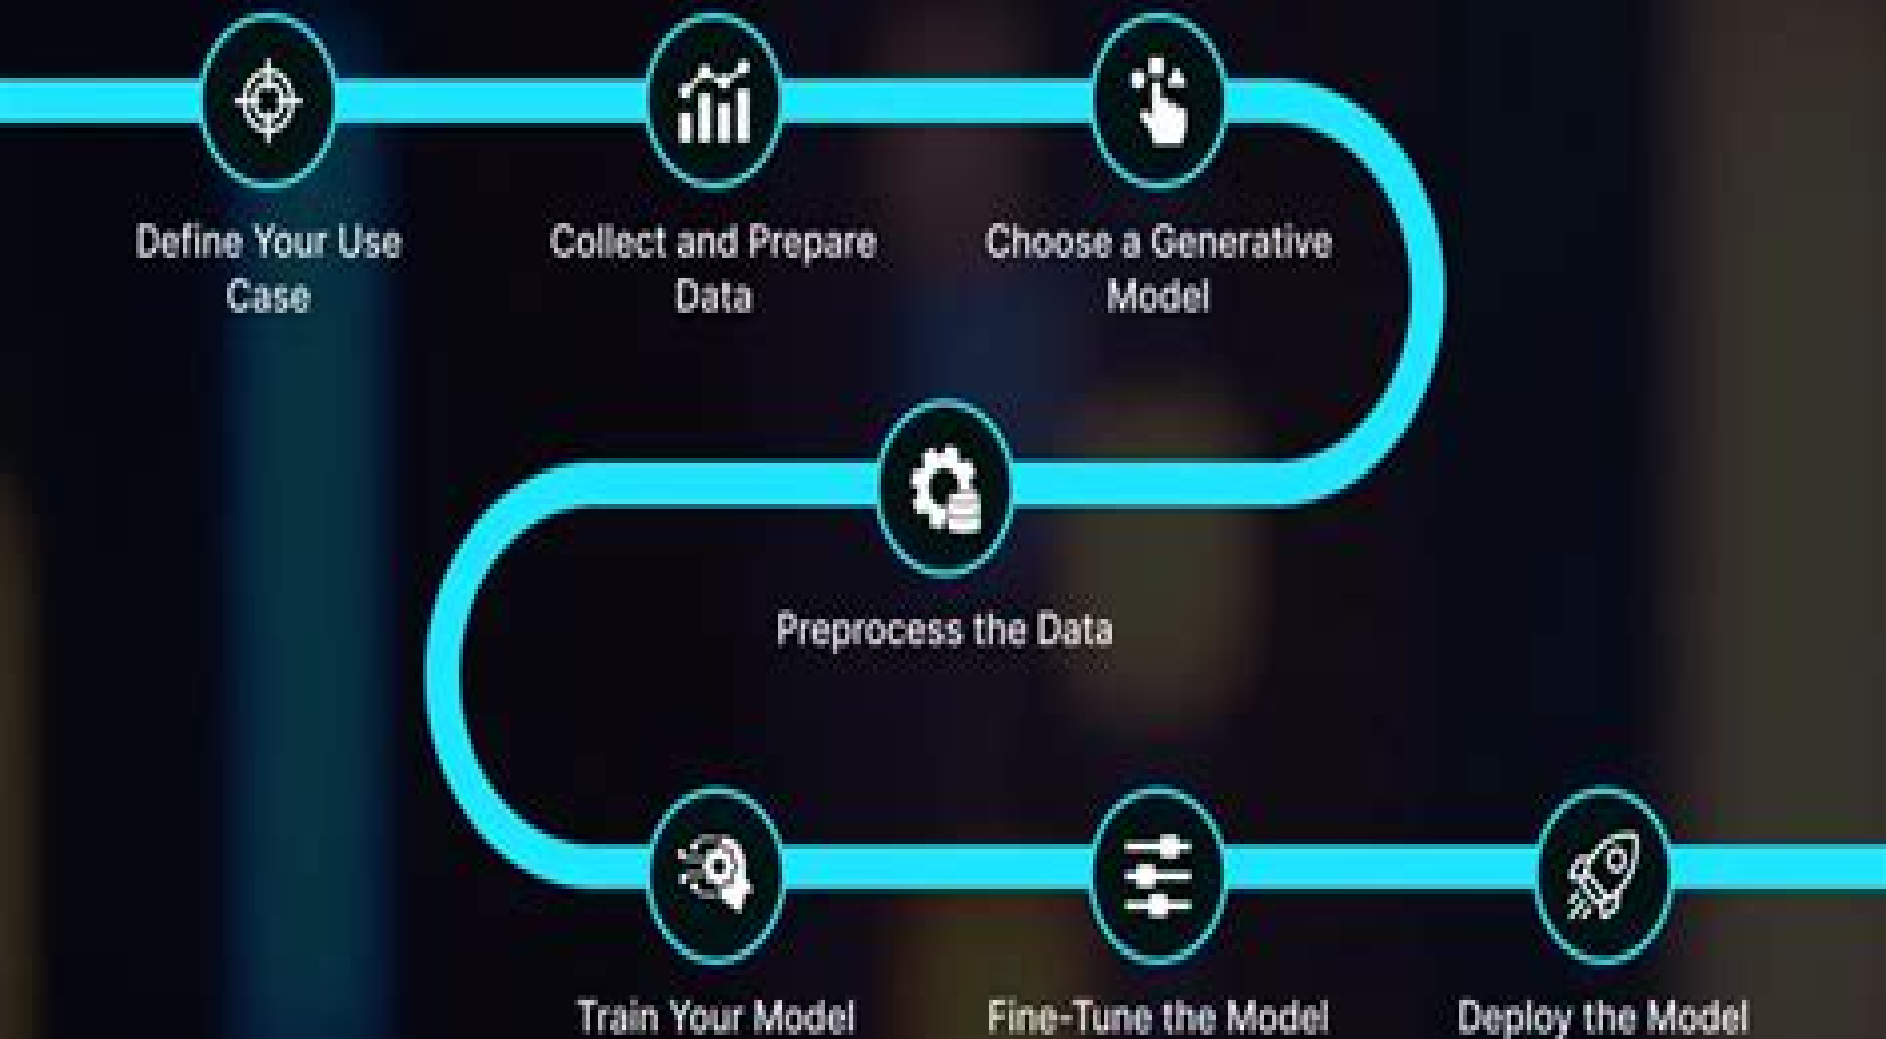 Define Your Use
Case
Collect and Prepare
Data
Choose a Generative
Model
Preprocess the Data
Train Your Model
Fine-Tune the Model
Deploy the Model